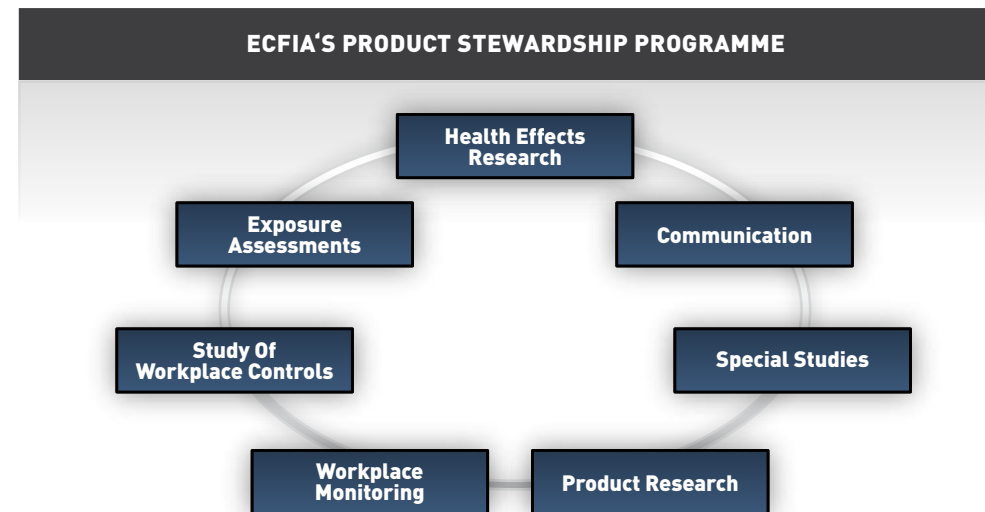 ECFIA‘S PRODUCT STEWARDSHIP PROGRAMME
Health Effects
Research
Exposure
Assessments
Communication
Study Of
Workplace Controls
Special Studies
Workplace
Monitoring
Product Research